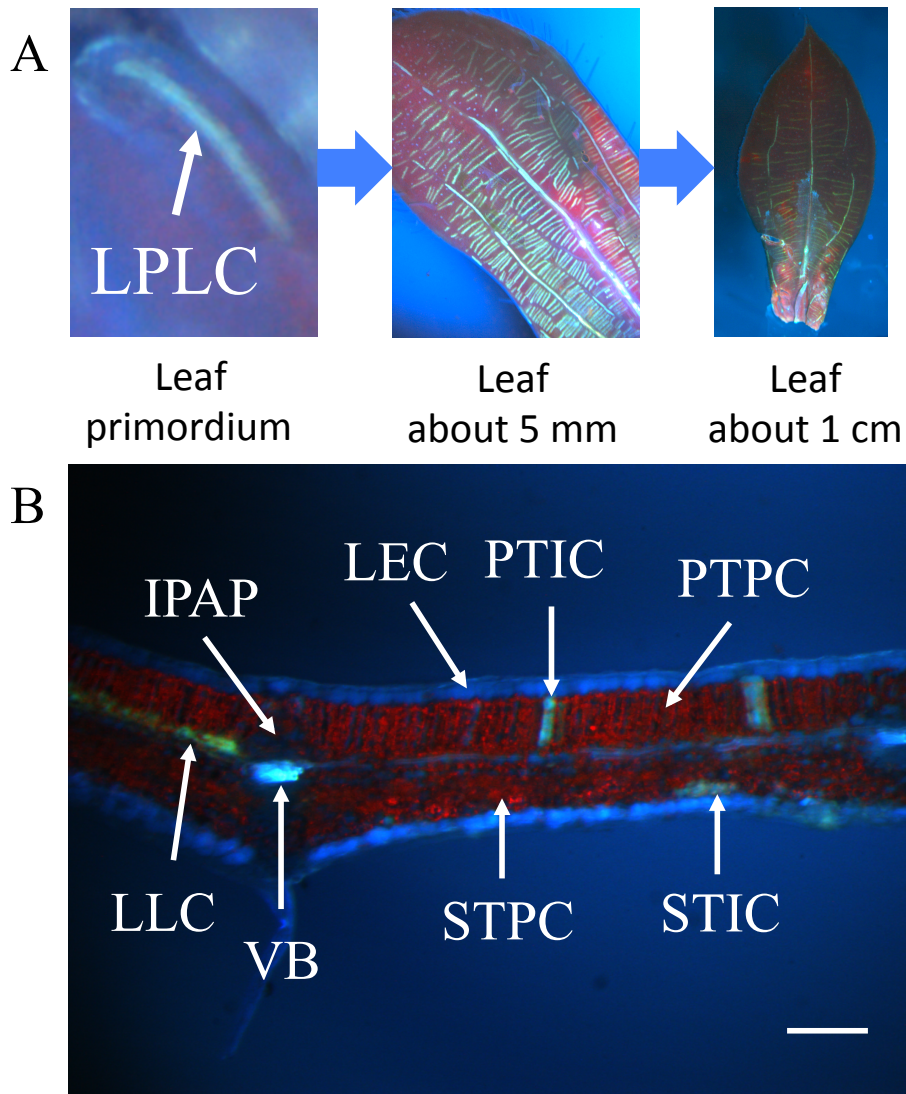 A
LPLC
Leaf
primordium
Leaf
about 5 mm
Leaf
about 1 cm
B
IPAP
LEC
PTIC
PTPC
LLC
VB
STPC
STIC